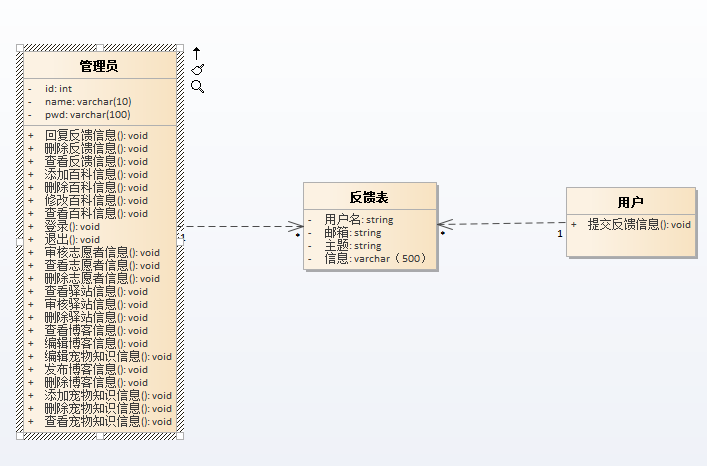 管理员
- id: int
- name: varchar(10)
- pwd: varchar(100)
+ 回复反馈信息(): void
+ 删除反馈信息(): void
+ 查看反馈信息(): void
+ 添加百科信息(): void
+ 删除百科信息(): void
+ 修改百科信息(): void
+ 查看百科信息(): void
+ 登录(): void
+ 退出(): void
+ 审核志愿者信息(): void
+ 查看志愿者信息(): void
+ 删除志愿者信息(): void
+ 查看驿站信息(): void
+ 审核驿站信息(): void
+ 删除驿站信息(): void
+ 查看博客信息(): void
+ 编辑博客信息(): void
+ 编辑宠物知识信息(): void
+ 发布博客信息(): void
+ 删除博客信息(): void
+ 添加宠物知识信息(): void
+ 删除宠物知识信息(): void
+ 查看宠物知识信息(): void
1
*
反馈表
- 用户名: string
- 邮箱: string
- 主题: string
- 信息: varchar（500）
*
1
用户
+ 提交反馈信息(): void